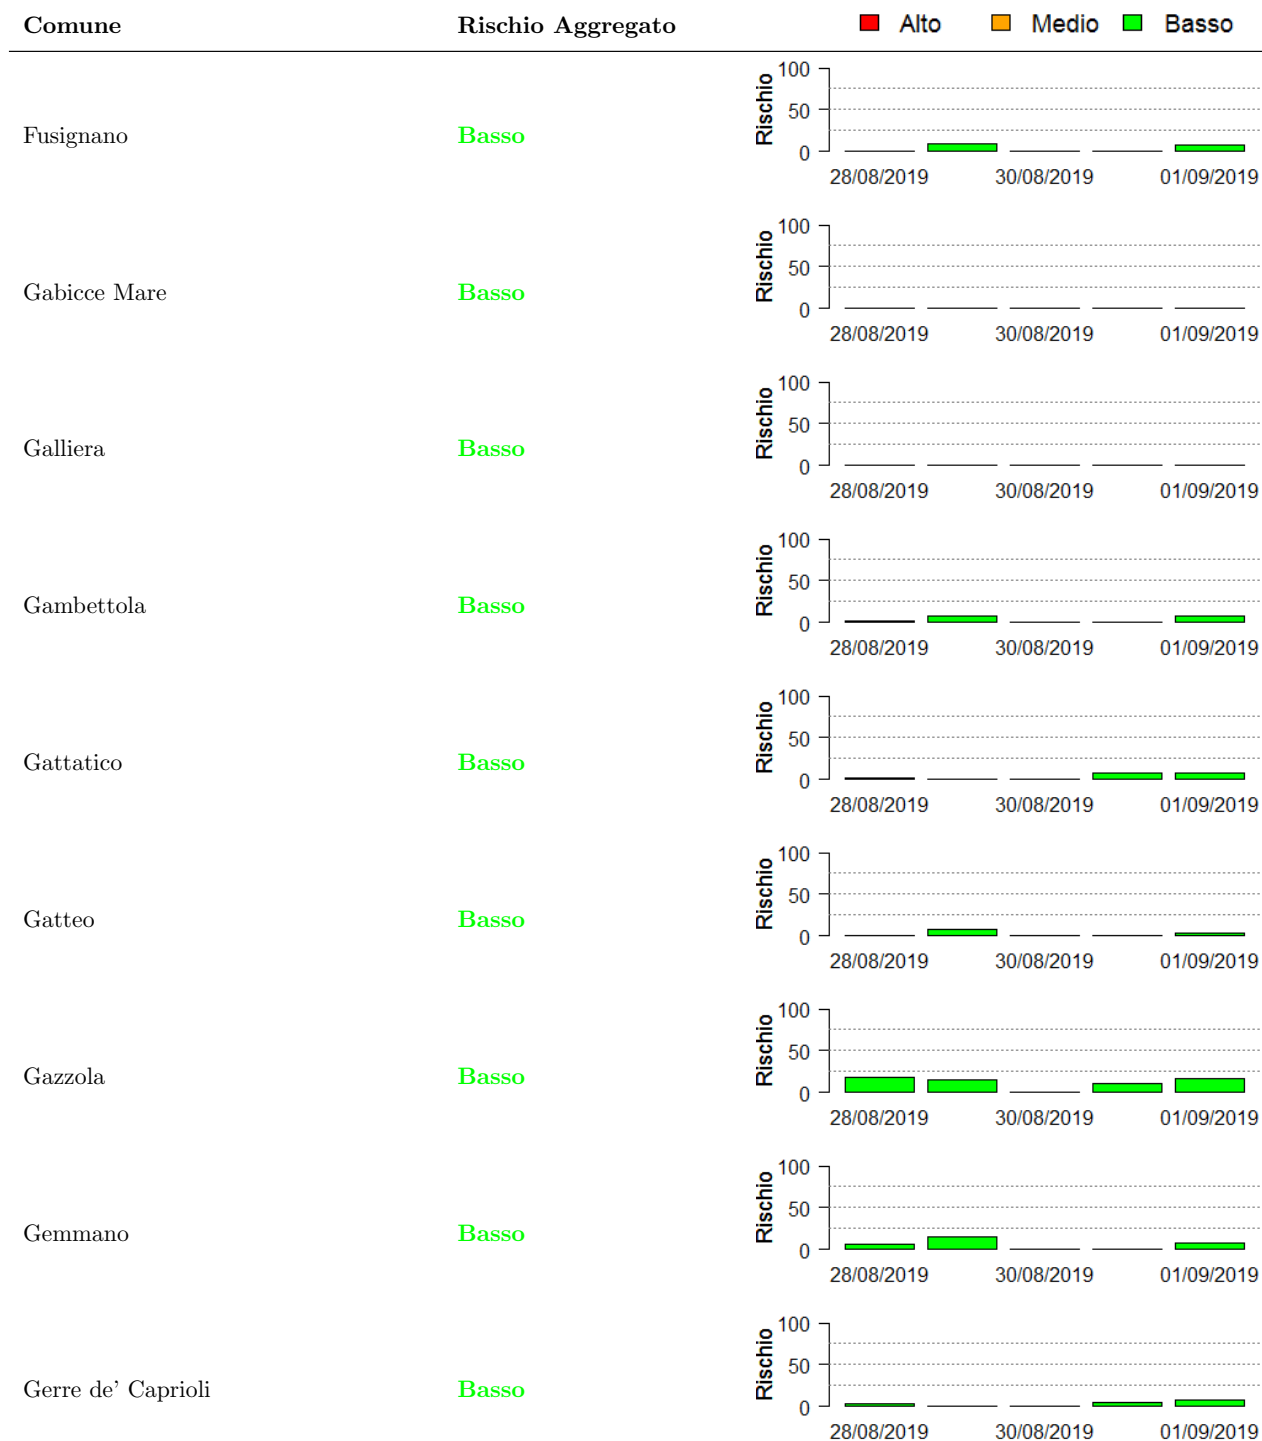 Comune Rischio Aggregato Alto Medio Basso
100
50
0
Rischio
Fusignano Basso
28/08/2019 30/08/2019 01/09/2019
100
50
0
Rischio
Gabicce Mare Basso
28/08/2019 30/08/2019 01/09/2019
100
50
0
Rischio
Galliera Basso
28/08/2019 30/08/2019 01/09/2019
100
50
0
Rischio
Gambettola Basso
28/08/2019 30/08/2019 01/09/2019
100
50
0
Rischio
Gattatico Basso
28/08/2019 30/08/2019 01/09/2019
100
50
0
Rischio
Gatteo Basso
28/08/2019 30/08/2019 01/09/2019
100
50
0
Rischio
Gazzola Basso
28/08/2019 30/08/2019 01/09/2019
100
50
0
Rischio
Gemmano Basso
28/08/2019 30/08/2019 01/09/2019
100
50
0
Rischio
Gerre de' Caprioli Basso
28/08/2019 30/08/2019 01/09/2019